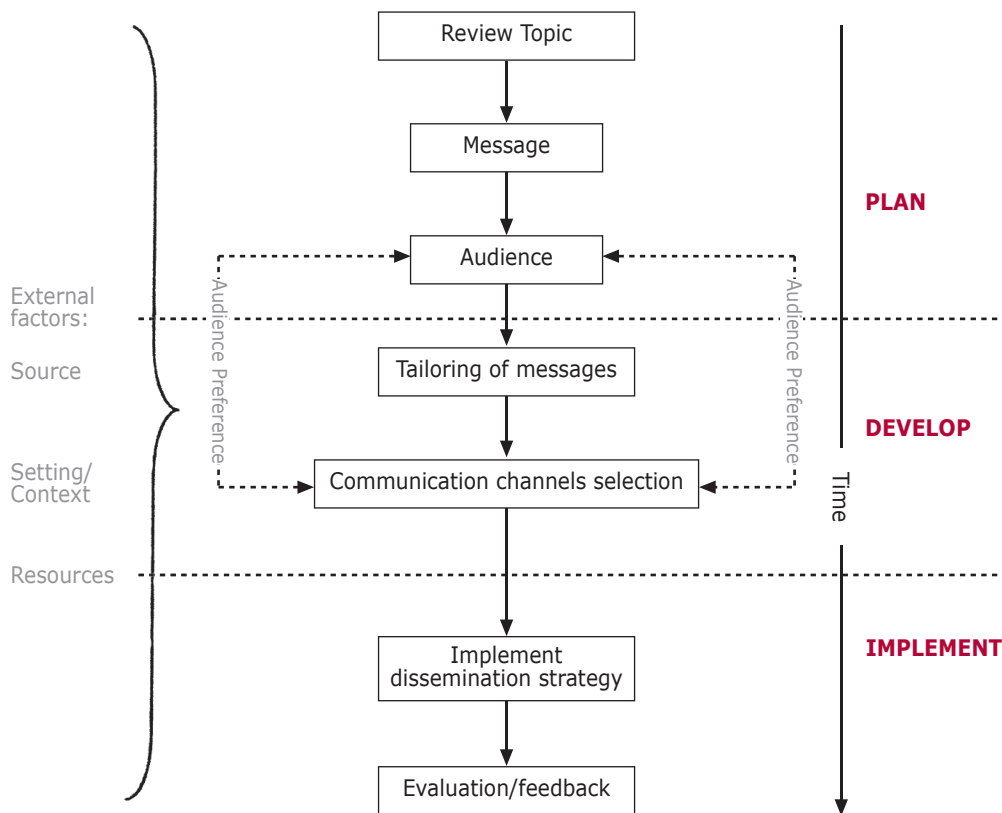 Review Topic
Message
PLAN
Audience
External
factors:
Audience Preference
Audience Preference
Source
Tailoring of messages
DEVELOP
Setting/
Context
Communication channels selection
Time
Resources
Implement
dissemination strategy
IMPLEMENT
Evaluation/feedback